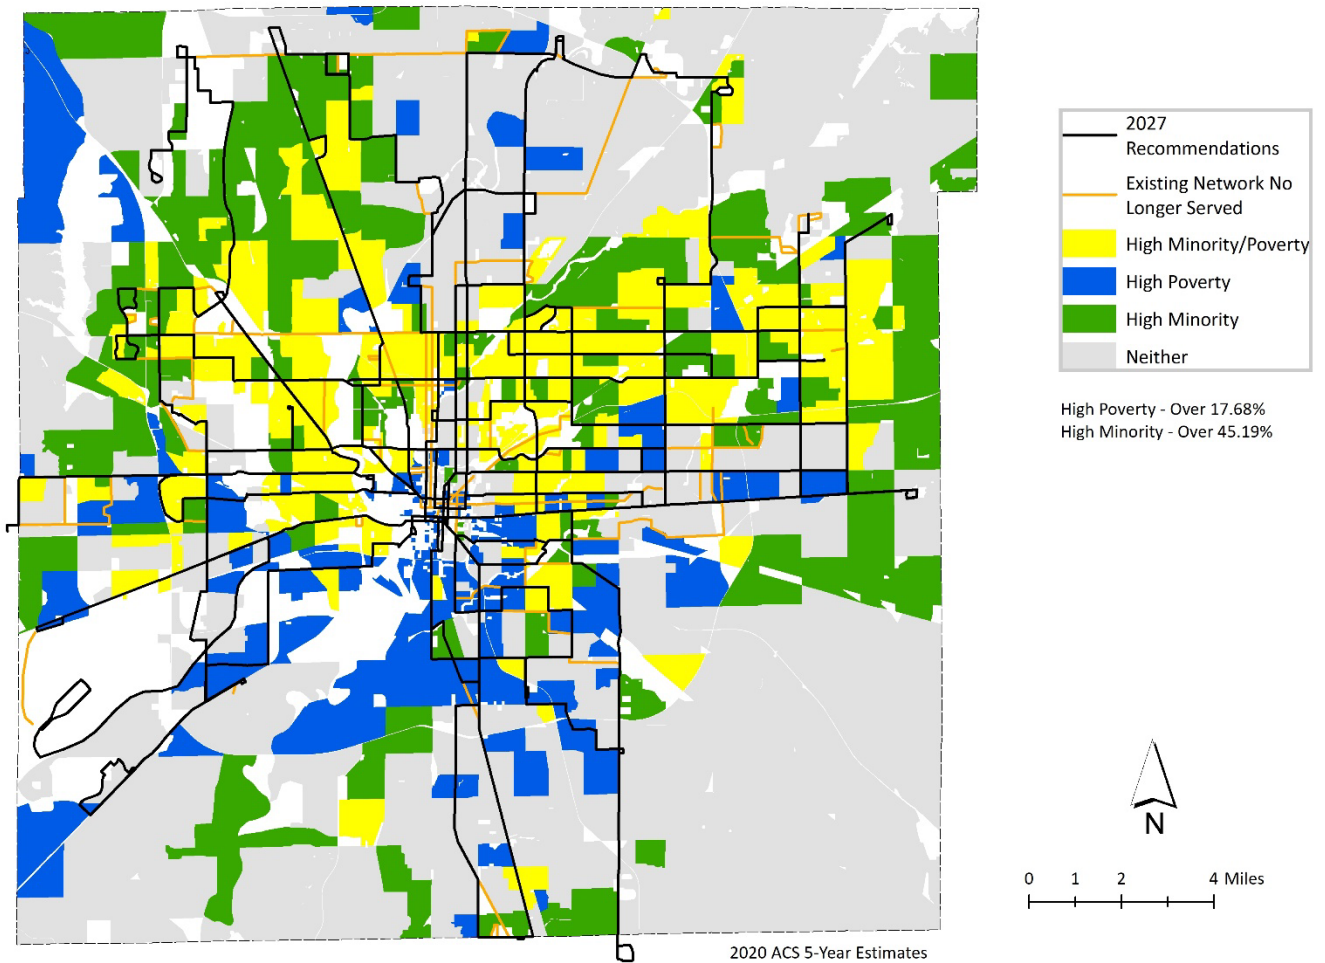 2027
Recommendations
Existing Network No
Longer Served
High Minority/Poverty
High Poverty
High Minority
Neither
High Poverty - Over 17.68%
High Minority - Over 45.19%
N
0 1 2 4 Miles
2020 ACS 5-Year Estimates